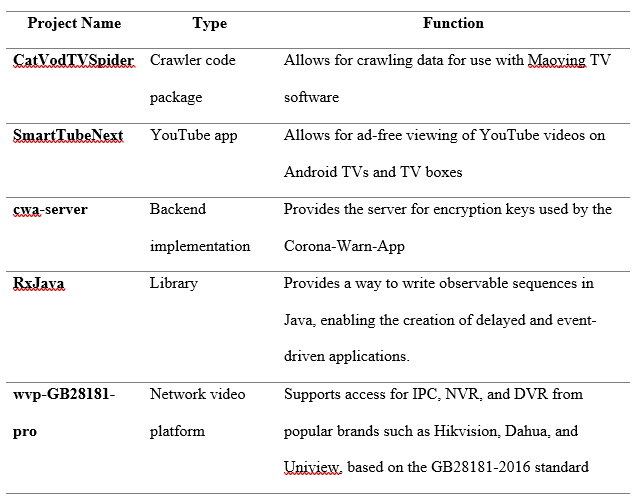 Project Name Type Function
CatVodTVSpider Crawler code Allows for crawling data for use with Maoying TV
package software
SmartTubeNext YouTube app Allows for ad-free viewing of YouTube videos on
Android TVs and TV boxes
cwa-server Backend Provides the server for encryption keys used by the
implementation Corona-Warn-App
RxJava Library Provides a way to write observable sequences in
Java, enabling the creation of delayed and event-
driven applications.
wvp-GB28181- Network video Supports access for IPC, NVR, and DVR from
pro platform popular brands such as Hikvision, Dahua, and
Uniview, based on the GB28181-2016 standard